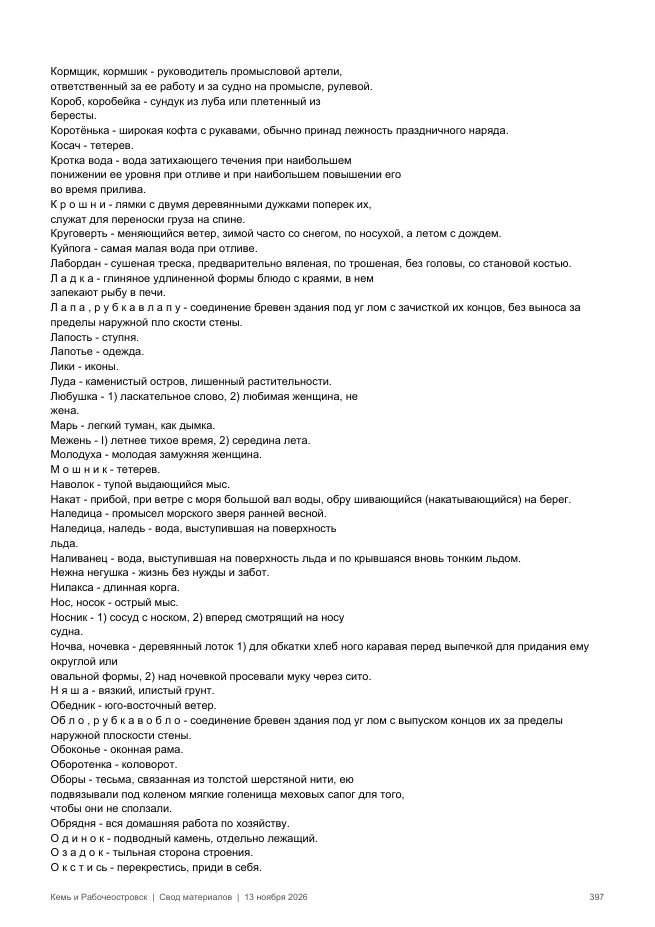 Кормщик, кормшик - руководитель промысловой артели,
ответственный за ее работу и за судно на промысле, рулевой.
Короб, коробейка - сундук из луба или плетенный из
бересты.
Коротёнька - широкая кофта с рукавами, обычно принад лежность праздничного наряда.
Косач - тетерев.
Кротка вода - вода затихающего течения при наибольшем
понижении ее уровня при отливе и при наибольшем повышении его
во время прилива.
К р о ш н и - лямки с двумя деревянными дужками поперек их,
служат для переноски груза на спине.
Круговерть - меняющийся ветер, зимой часто со снегом, по носухой, а летом с дождем.
Куйпога - самая малая вода при отливе.
Лабордан - сушеная треска, предварительно вяленая, по трошеная, без головы, со становой костью.
Л а д к а - глиняное удлиненной формы блюдо с краями, в нем
запекают рыбу в печи.
Л а п а , р у б к а в л а п у - соединение бревен здания под уг лом с зачисткой их концов, без выноса за
пределы наружной пло скости стены.
Лапость - ступня.
Лапотье - одежда.
Лики - иконы.
Луда - каменистый остров, лишенный растительности.
Любушка - 1) ласкательное слово, 2) любимая женщина, не
жена.
Марь - легкий туман, как дымка.
Межень - I) летнее тихое время, 2) середина лета.
Молодуха - молодая замужняя женщина.
М о ш н и к - тетерев.
Наволок - тупой выдающийся мыс.
Накат - прибой, при ветре с моря большой вал воды, обру шивающийся (накатывающийся) на берег.
Наледица - промысел морского зверя ранней весной.
Наледица, наледь - вода, выступившая на поверхность
льда.
Наливанец - вода, выступившая на поверхность льда и по крывшаяся вновь тонким льдом.
Нежна негушка - жизнь без нужды и забот.
Нилакса - длинная корга.
Нос, носок - острый мыс.
Носник - 1) сосуд с носком, 2) вперед смотрящий на носу
судна.
Ночва, ночевка - деревянный лоток 1) для обкатки хлеб ного каравая перед выпечкой для придания ему
округлой или
овальной формы, 2) над ночевкой просевали муку через сито.
Н я ш а - вязкий, илистый грунт.
Обедник - юго-восточный ветер.
Об л о , р у б к а в о б л о - соединение бревен здания под уг лом с выпуском концов их за пределы
наружной плоскости стены.
Обоконье - оконная рама.
Оборотенка - коловорот.
Оборы - тесьма, связанная из толстой шерстяной нити, ею
подвязывали под коленом мягкие голенища меховых сапог для того,
чтобы они не сползали.
Обрядня - вся домашняя работа по хозяйству.
О д и н о к - подводный камень, отдельно лежащий.
О з а д о к - тыльная сторона строения.
О к с т и сь - перекрестись, приди в себя.
Кемь и Рабочеостровск | Свод материалов | 13 ноября 2026
397